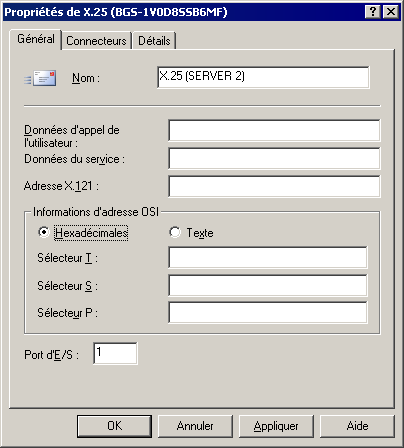 Propriétés de X.25 (BGS-1V0D8SSB6MF)
Général Connecteurs Détails
Nom : X.25 (SERVER 2)
Données d'appel de
l'utilisateur :
Données du service :
Adresse X.121 :
Informations d'adresse OSI
Hexadécimales Texte
Sélecteur T :
Sélecteur S :
Sélecteur P :
Port d'E/S : 1
OK Annuler Appliquer Aide